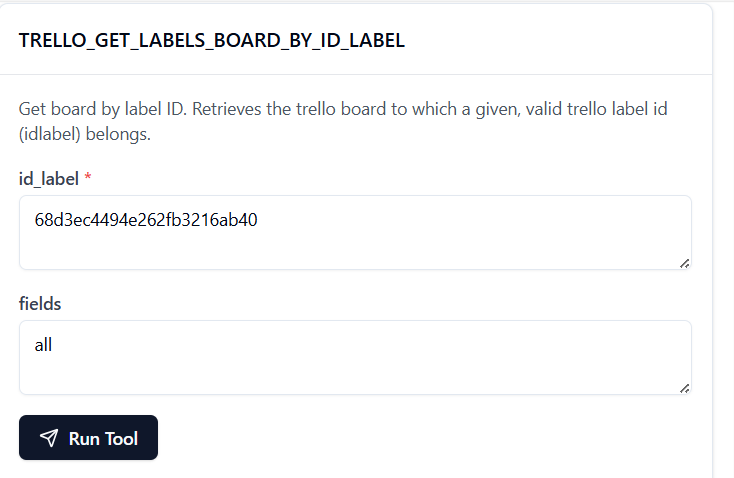 TRELLO_GET_LABELS_BOARD_BY_ID_LABEL
Get board by label ID. Retrieves the trello board to which a given, valid trello label id
(idlabel) belongs.
id_label *
68d3ec4494e262fb3216ab40
fields
all
Run Tool